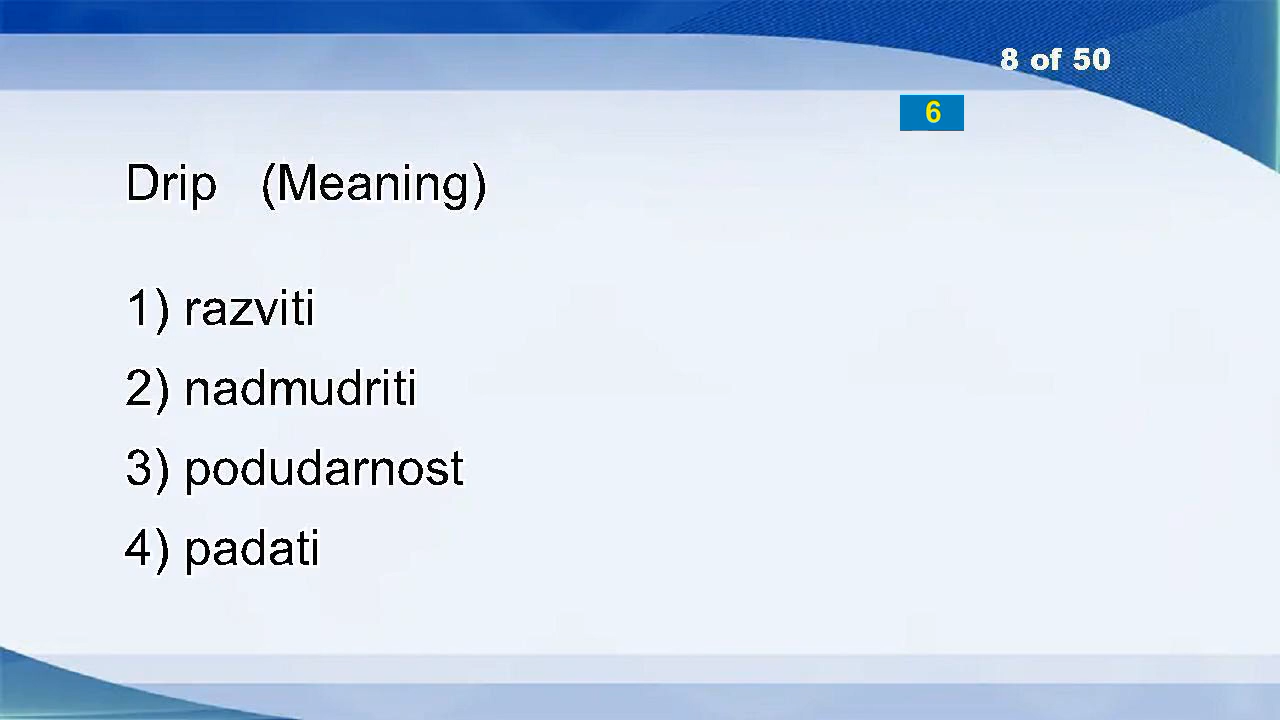 8 of 50
6
Drip (Meaning)
1) razviti
2) nadmudriti
3) podudarnost
4) padati